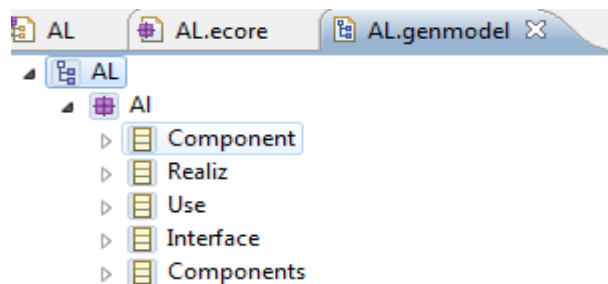 AL AL.ecore AL.genmodel
AL
Al
Component
Realiz
Use
Interface
Components